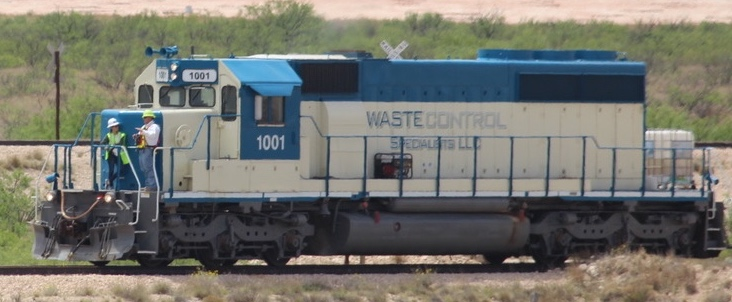 1001
WASTE CONTROL
SPECIALISTS LLC
1001